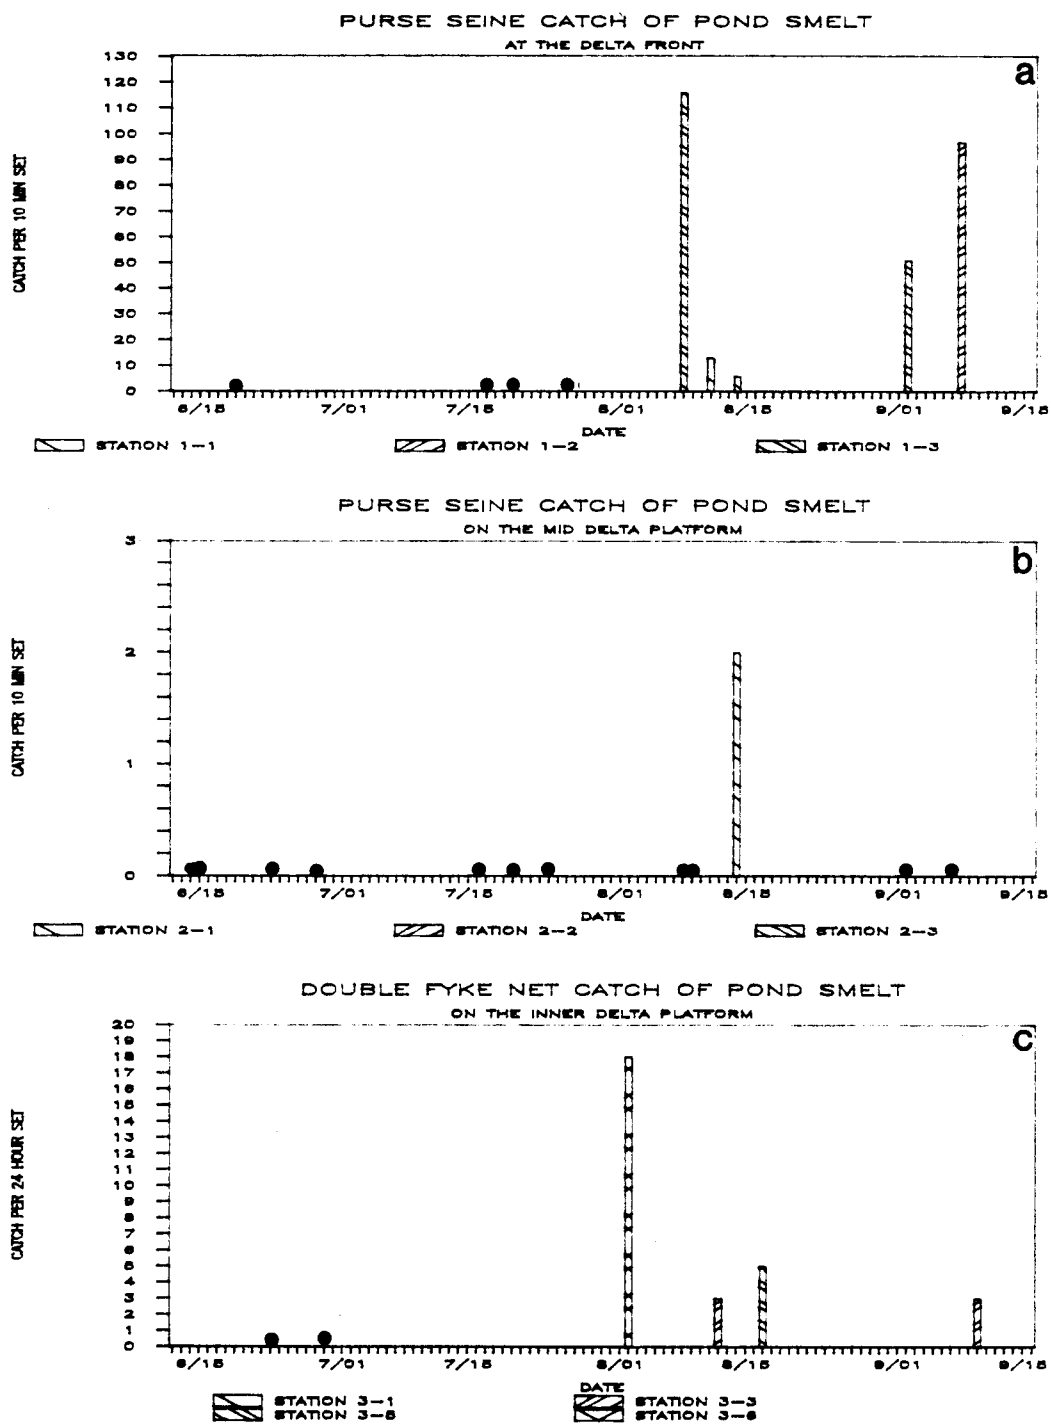 PURSE SEINE CATCH OF POND SMELT
AT THE DELTA FRONT
a
CATCH PER 10 MIN SET
130
120
110
100
90
80
70
60
50
40
30
20
10
0
6/15 7/01 7/15 8/01 8/15 9/01 9/15
DATE
STATION 1-1 STATION 1-2 STATION 1-3
PURSE SEINE CATCH OF POND SMELT
ON THE MID DELTA PLATFORM
b
CATCH PER 10 MIN SET
3
2
1
0
6/15 7/01 7/15 8/01 8/15 9/01 9/15
DATE
STATION 2-1 STATION 2-2 STATION 2-3
DOUBLE FYKE NET CATCH OF POND SMELT
ON THE INNER DELTA PLATFORM
c
CATCH PER 24 HOUR SET
20
19
18
17
16
15
14
13
12
11
10
9
8
7
6
5
4
3
2
1
0
6/15 7/01 7/15 8/01 8/15 9/01 9/15
DATE
STATION 3-1 STATION 3-3
STATION 3-5 STATION 3-6